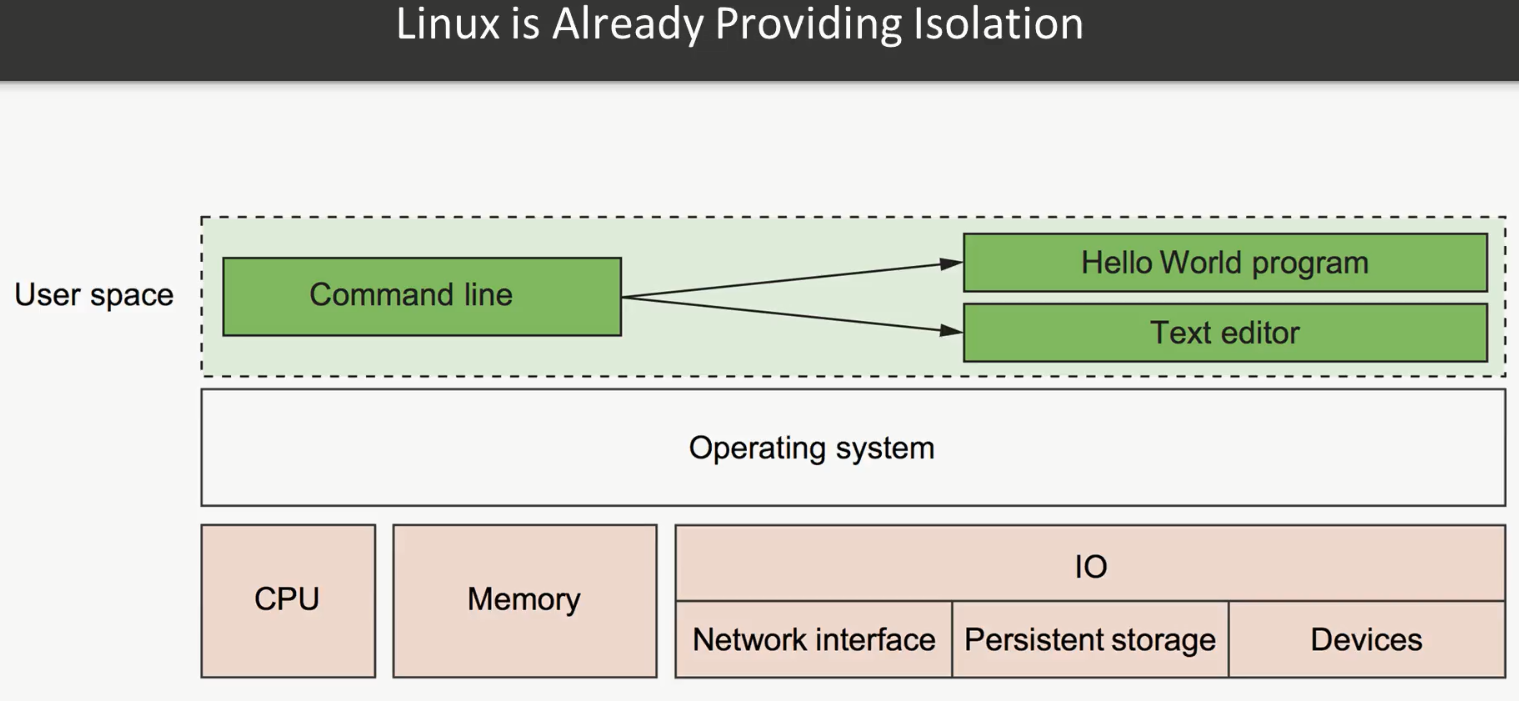 Linux is Already Providing Isolation
User space
Command line
Hello World program
Text editor
Operating system
CPU
Memory
IO
Network interface
Persistent storage
Devices